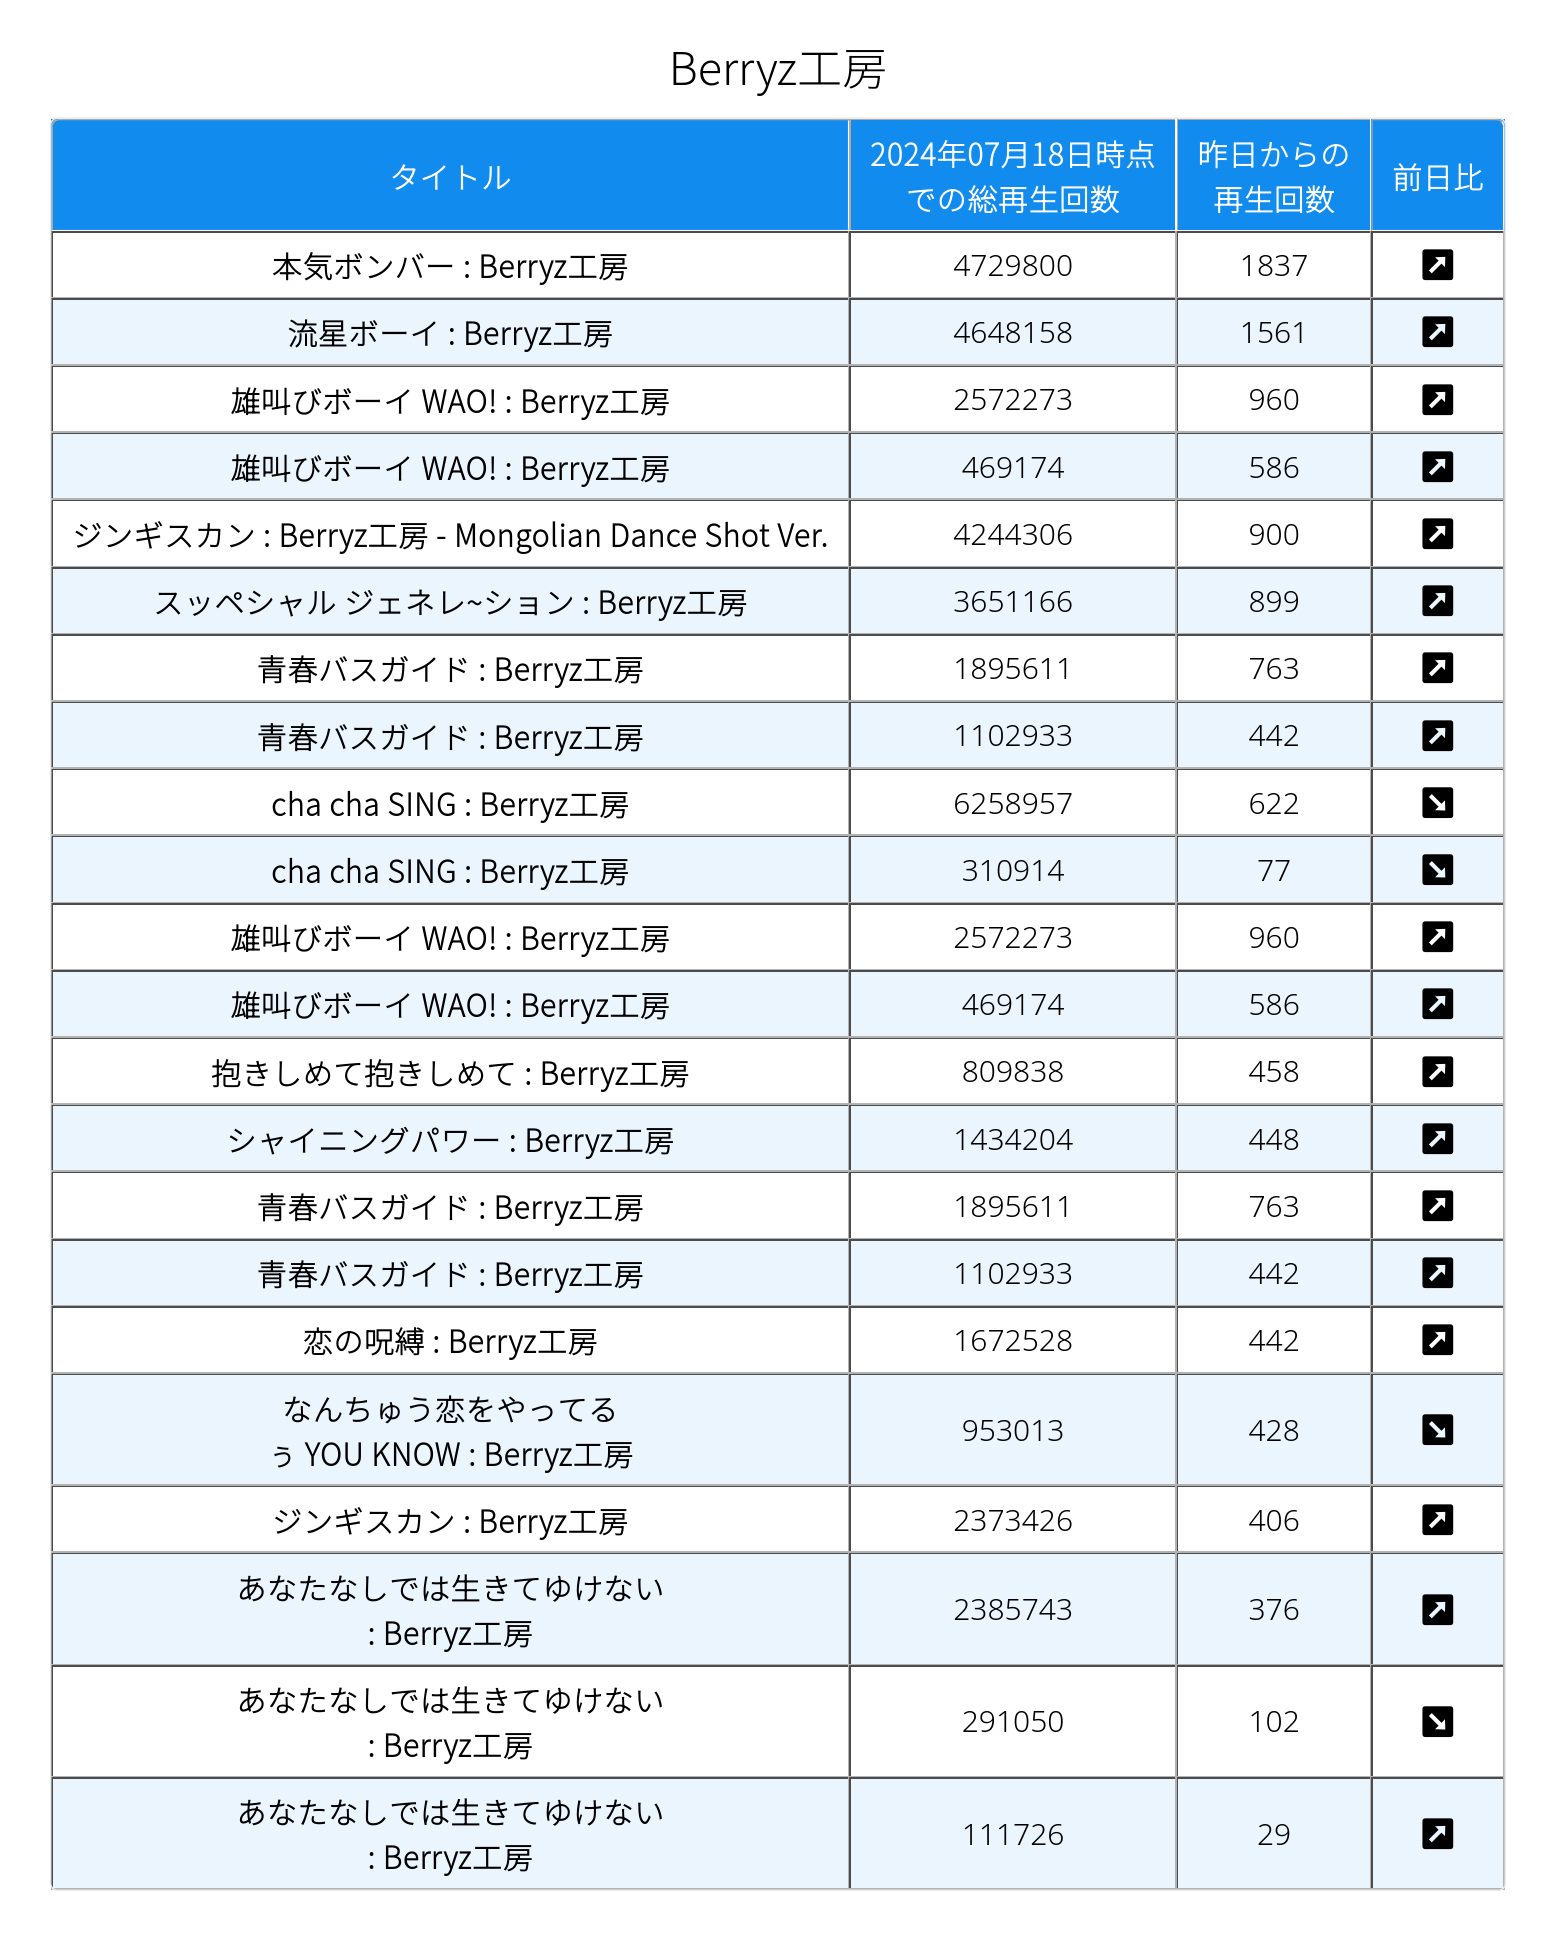 Berryz工房
タイトル
2024年07月18日時点
での総再生回数
昨日からの
再生回数
前日比
本気ボンバー : Berryz工房 4729800 1837
流星ボーイ : Berryz工房 4648158 1561
雄叫びボーイ WAO! : Berryz工房 2572273 960
雄叫びボーイ WAO! : Berryz工房 469174 586
ジンギスカン : Berryz工房 - Mongolian Dance Shot Ver. 4244306 900
スッペシャル ジェネレ~ション : Berryz工房 3651166 899
青春バスガイド : Berryz工房 1895611 763
青春バスガイド : Berryz工房 1102933 442
cha cha SING : Berryz工房 6258957 622
cha cha SING : Berryz工房 310914 77
雄叫びボーイ WAO! : Berryz工房 2572273 960
雄叫びボーイ WAO! : Berryz工房 469174 586
抱きしめて抱きしめて : Berryz工房 809838 458
シャイニングパワー : Berryz工房 1434204 448
青春バスガイド : Berryz工房 1895611 763
青春バスガイド : Berryz工房 1102933 442
恋の呪縛 : Berryz工房 1672528 442
なんちゅう恋をやってる
ぅ YOU KNOW : Berryz工房 953013 428
ジンギスカン : Berryz工房 2373426 406
あなたなしでは生きてゆけない
: Berryz工房 2385743 376
あなたなしでは生きてゆけない
: Berryz工房 291050 102
あなたなしでは生きてゆけない
: Berryz工房 111726 29